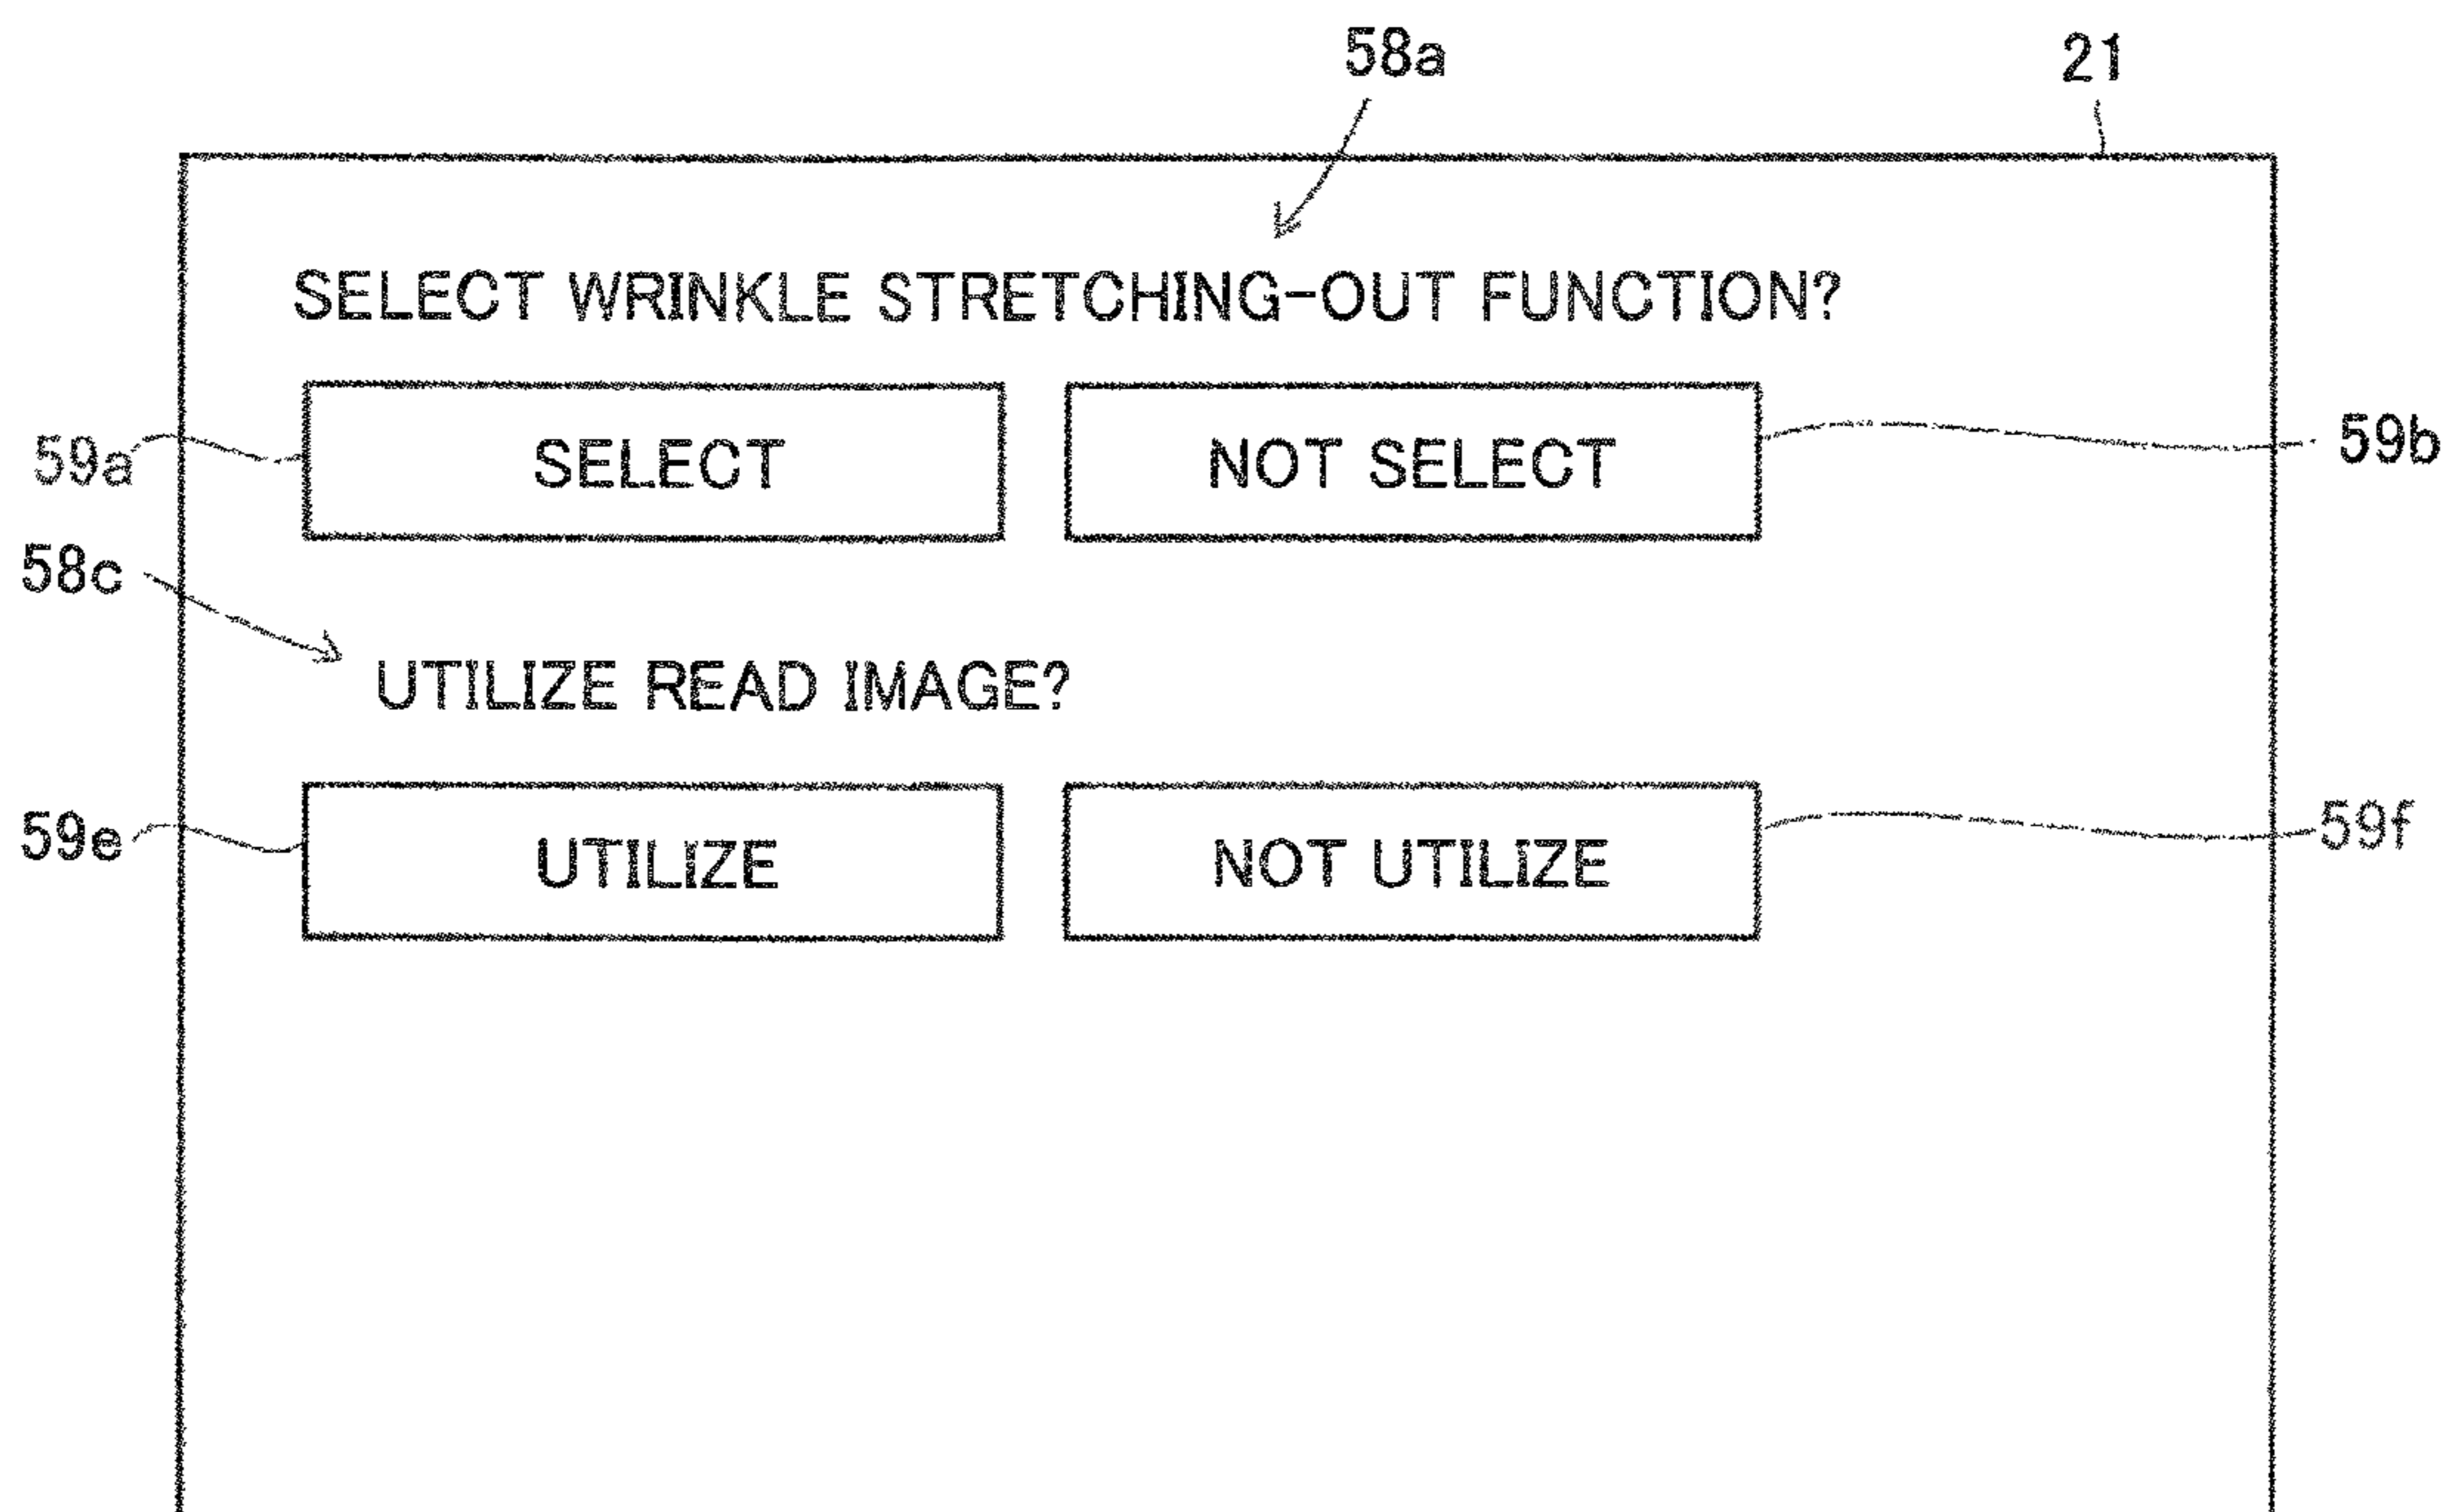 58a 21
SELECT WRINKLE STRETCHING-OUT FUNCTION?
59a SELECT NOT SELECT 59b
58c
UTILIZE READ IMAGE?
59e UTILIZE NOT UTILIZE 59f